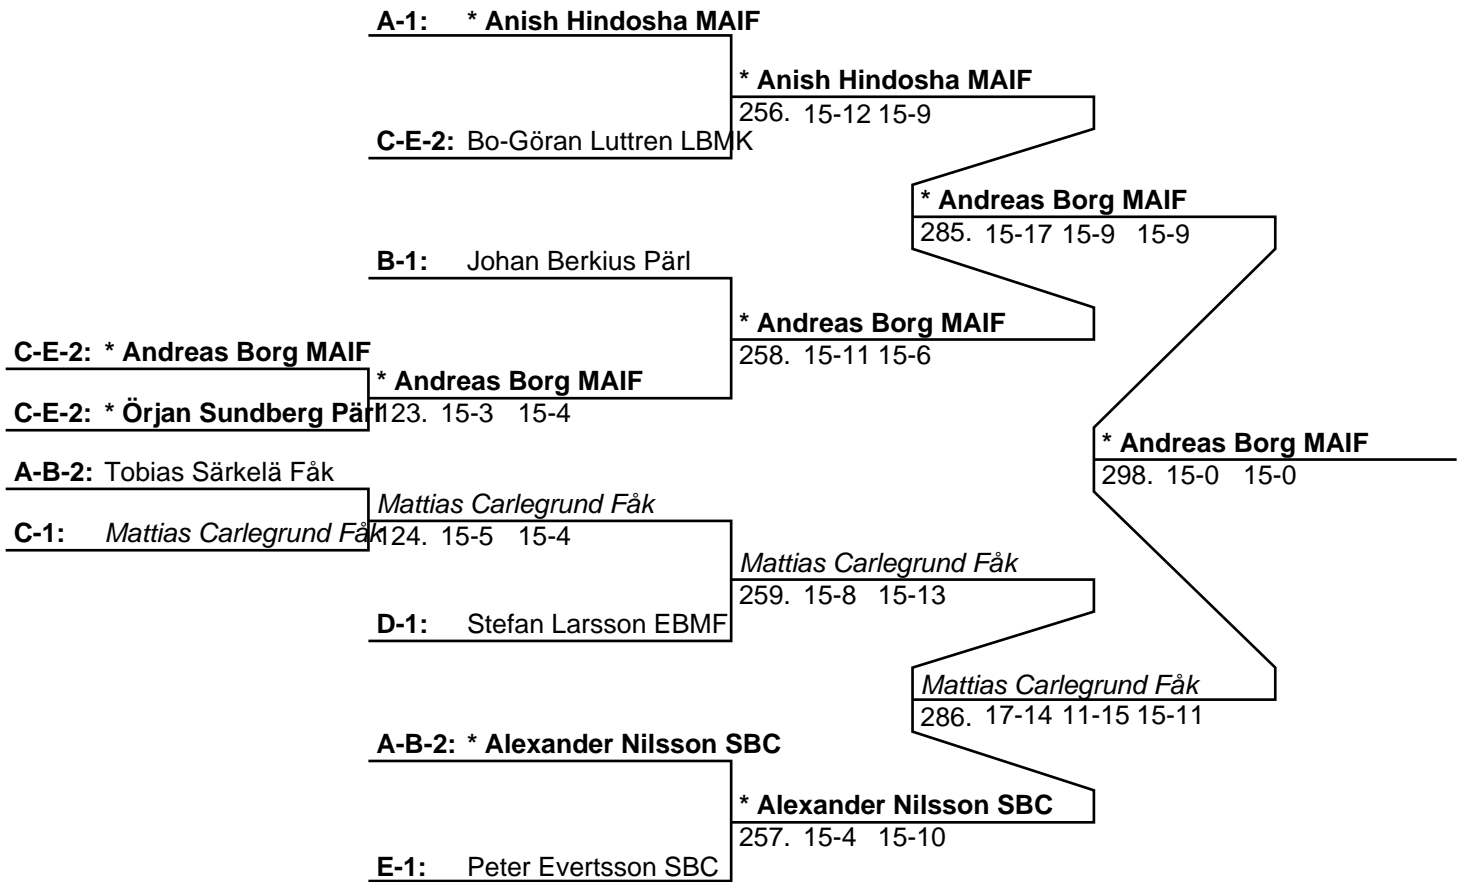 A-1: * Anish Hindosha MAIF
* Anish Hindosha MAIF
256. 15-12 15-9
C-E-2: Bo-Göran Luttren LBMK
* Andreas Borg MAIF
285. 15-17 15-9 15-9
B-1: Johan Berkius Pärl
* Andreas Borg MAIF
258. 15-11 15-6
C-E-2: * Andreas Borg MAIF
* Andreas Borg MAIF
C-E-2: * Örjan Sundberg Pärl
123. 15-3 15-4
* Andreas Borg MAIF
298. 15-0 15-0
A-B-2: Tobias Särkelä Fåk
Mattias Carlegrund Fåk
C-1: Mattias Carlegrund Fåk
124. 15-5 15-4
Mattias Carlegrund Fåk
259. 15-8 15-13
D-1: Stefan Larsson EBMF
Mattias Carlegrund Fåk
286. 17-14 11-15 15-11
A-B-2: * Alexander Nilsson SBC
* Alexander Nilsson SBC
257. 15-4 15-10
E-1: Peter Evertsson SBC